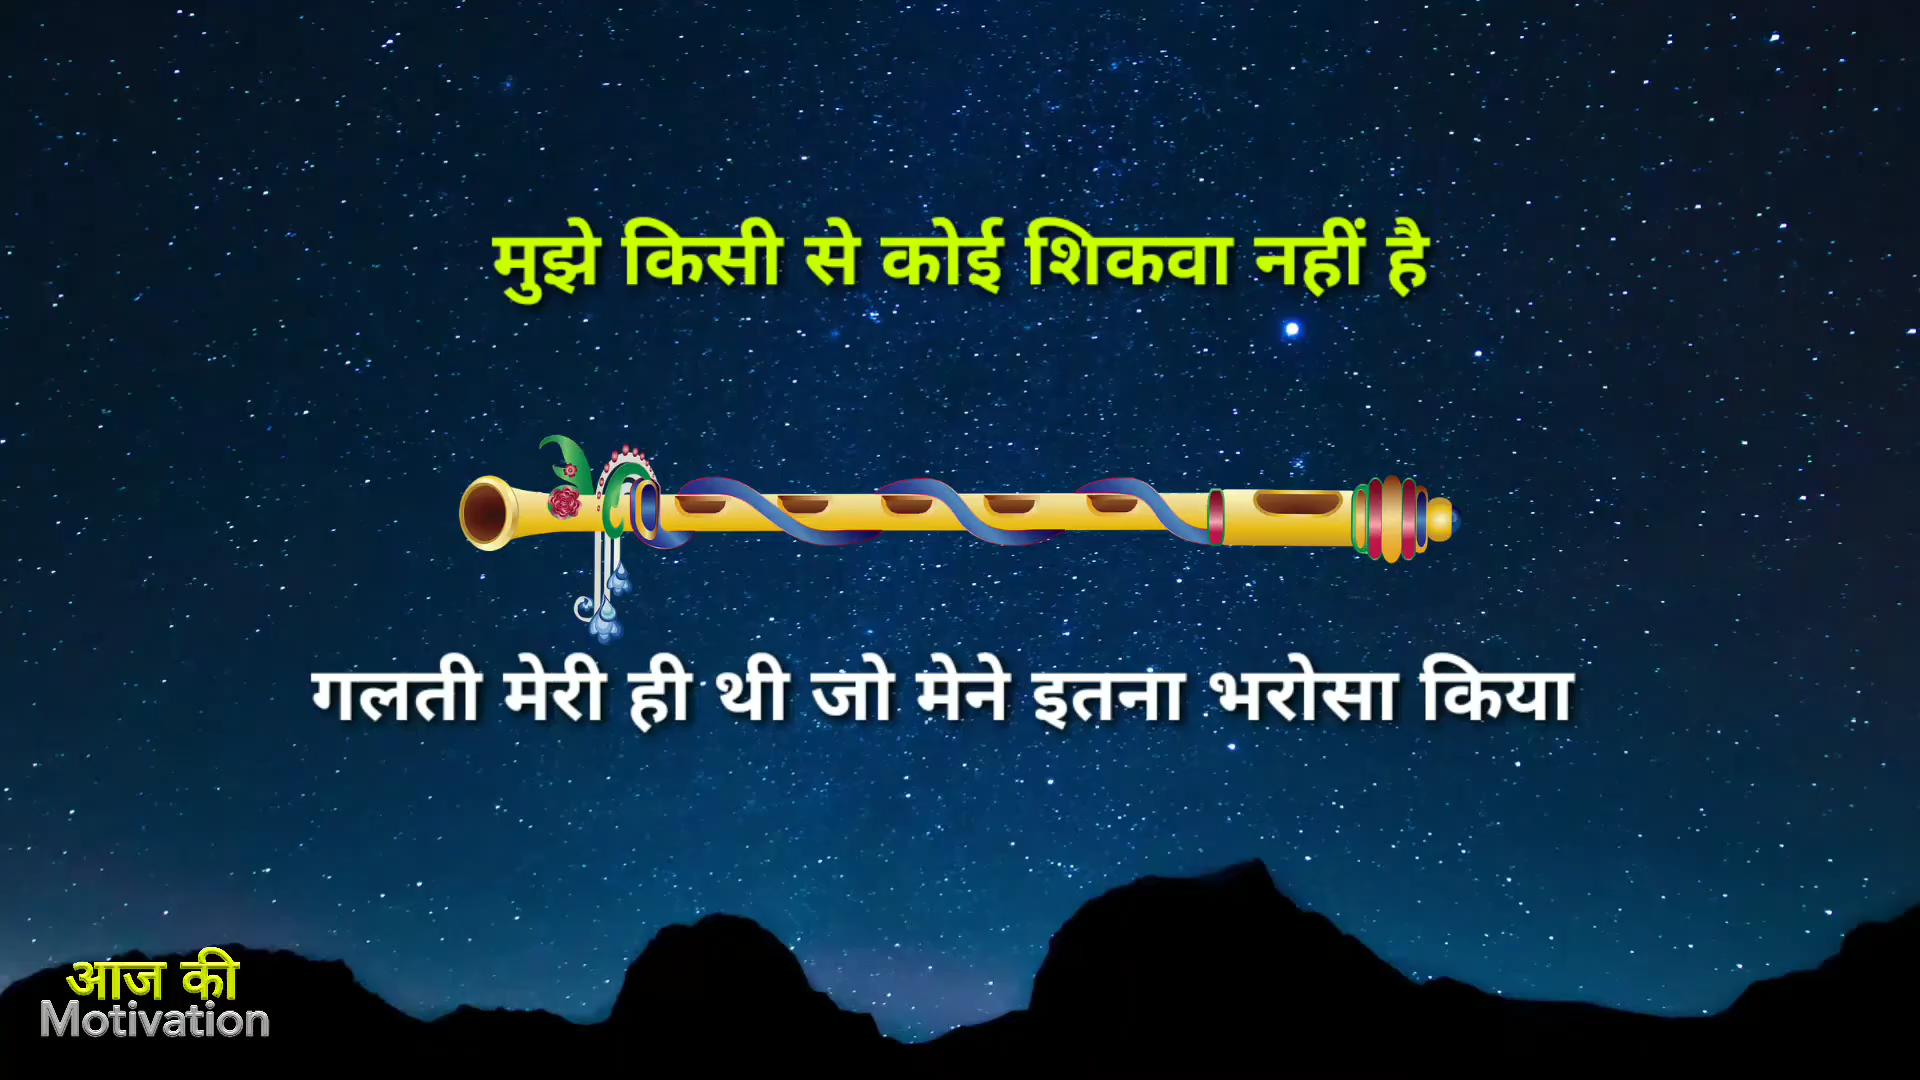 मुझे किसी से कोई शिकवा नहीं है
गलती मेरी ही थी जो मेने इतना भरोसा किया
आज की
Motivation